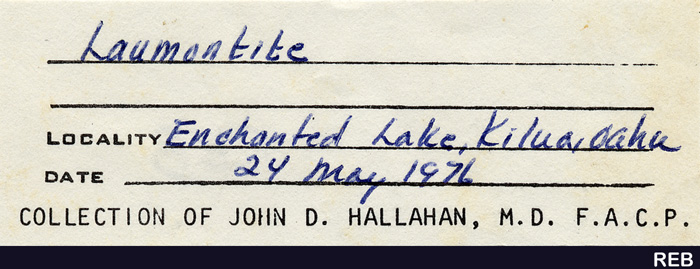 Laumontite
LOCALITY Enchanted Lake, Kilua, Oahu
DATE 24 May 1976
COLLECTION OF JOHN D. HALLAHAN, M.D. F.A.C.P.
REB